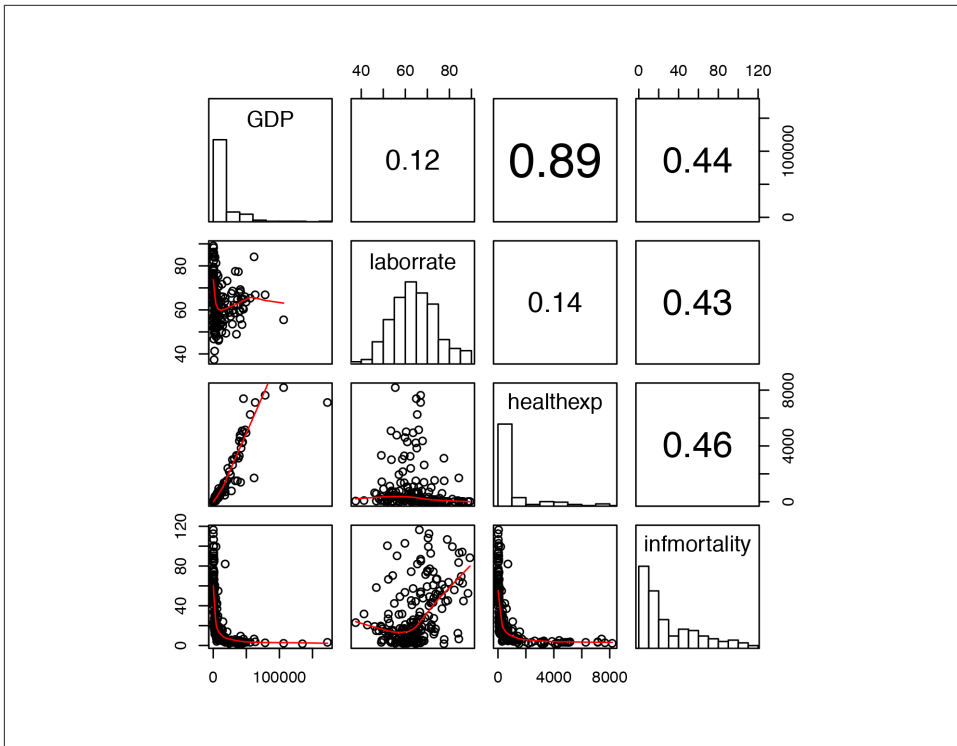 40 60 80 0 40 80 120
GDP 0.12 0.89 0.44
0 100000
40 60 80
laborrate 0.14 0.43
healthexp 0.46
0 4000 8000
0 40 80 120
infmortality
0 100000 0 4000 8000